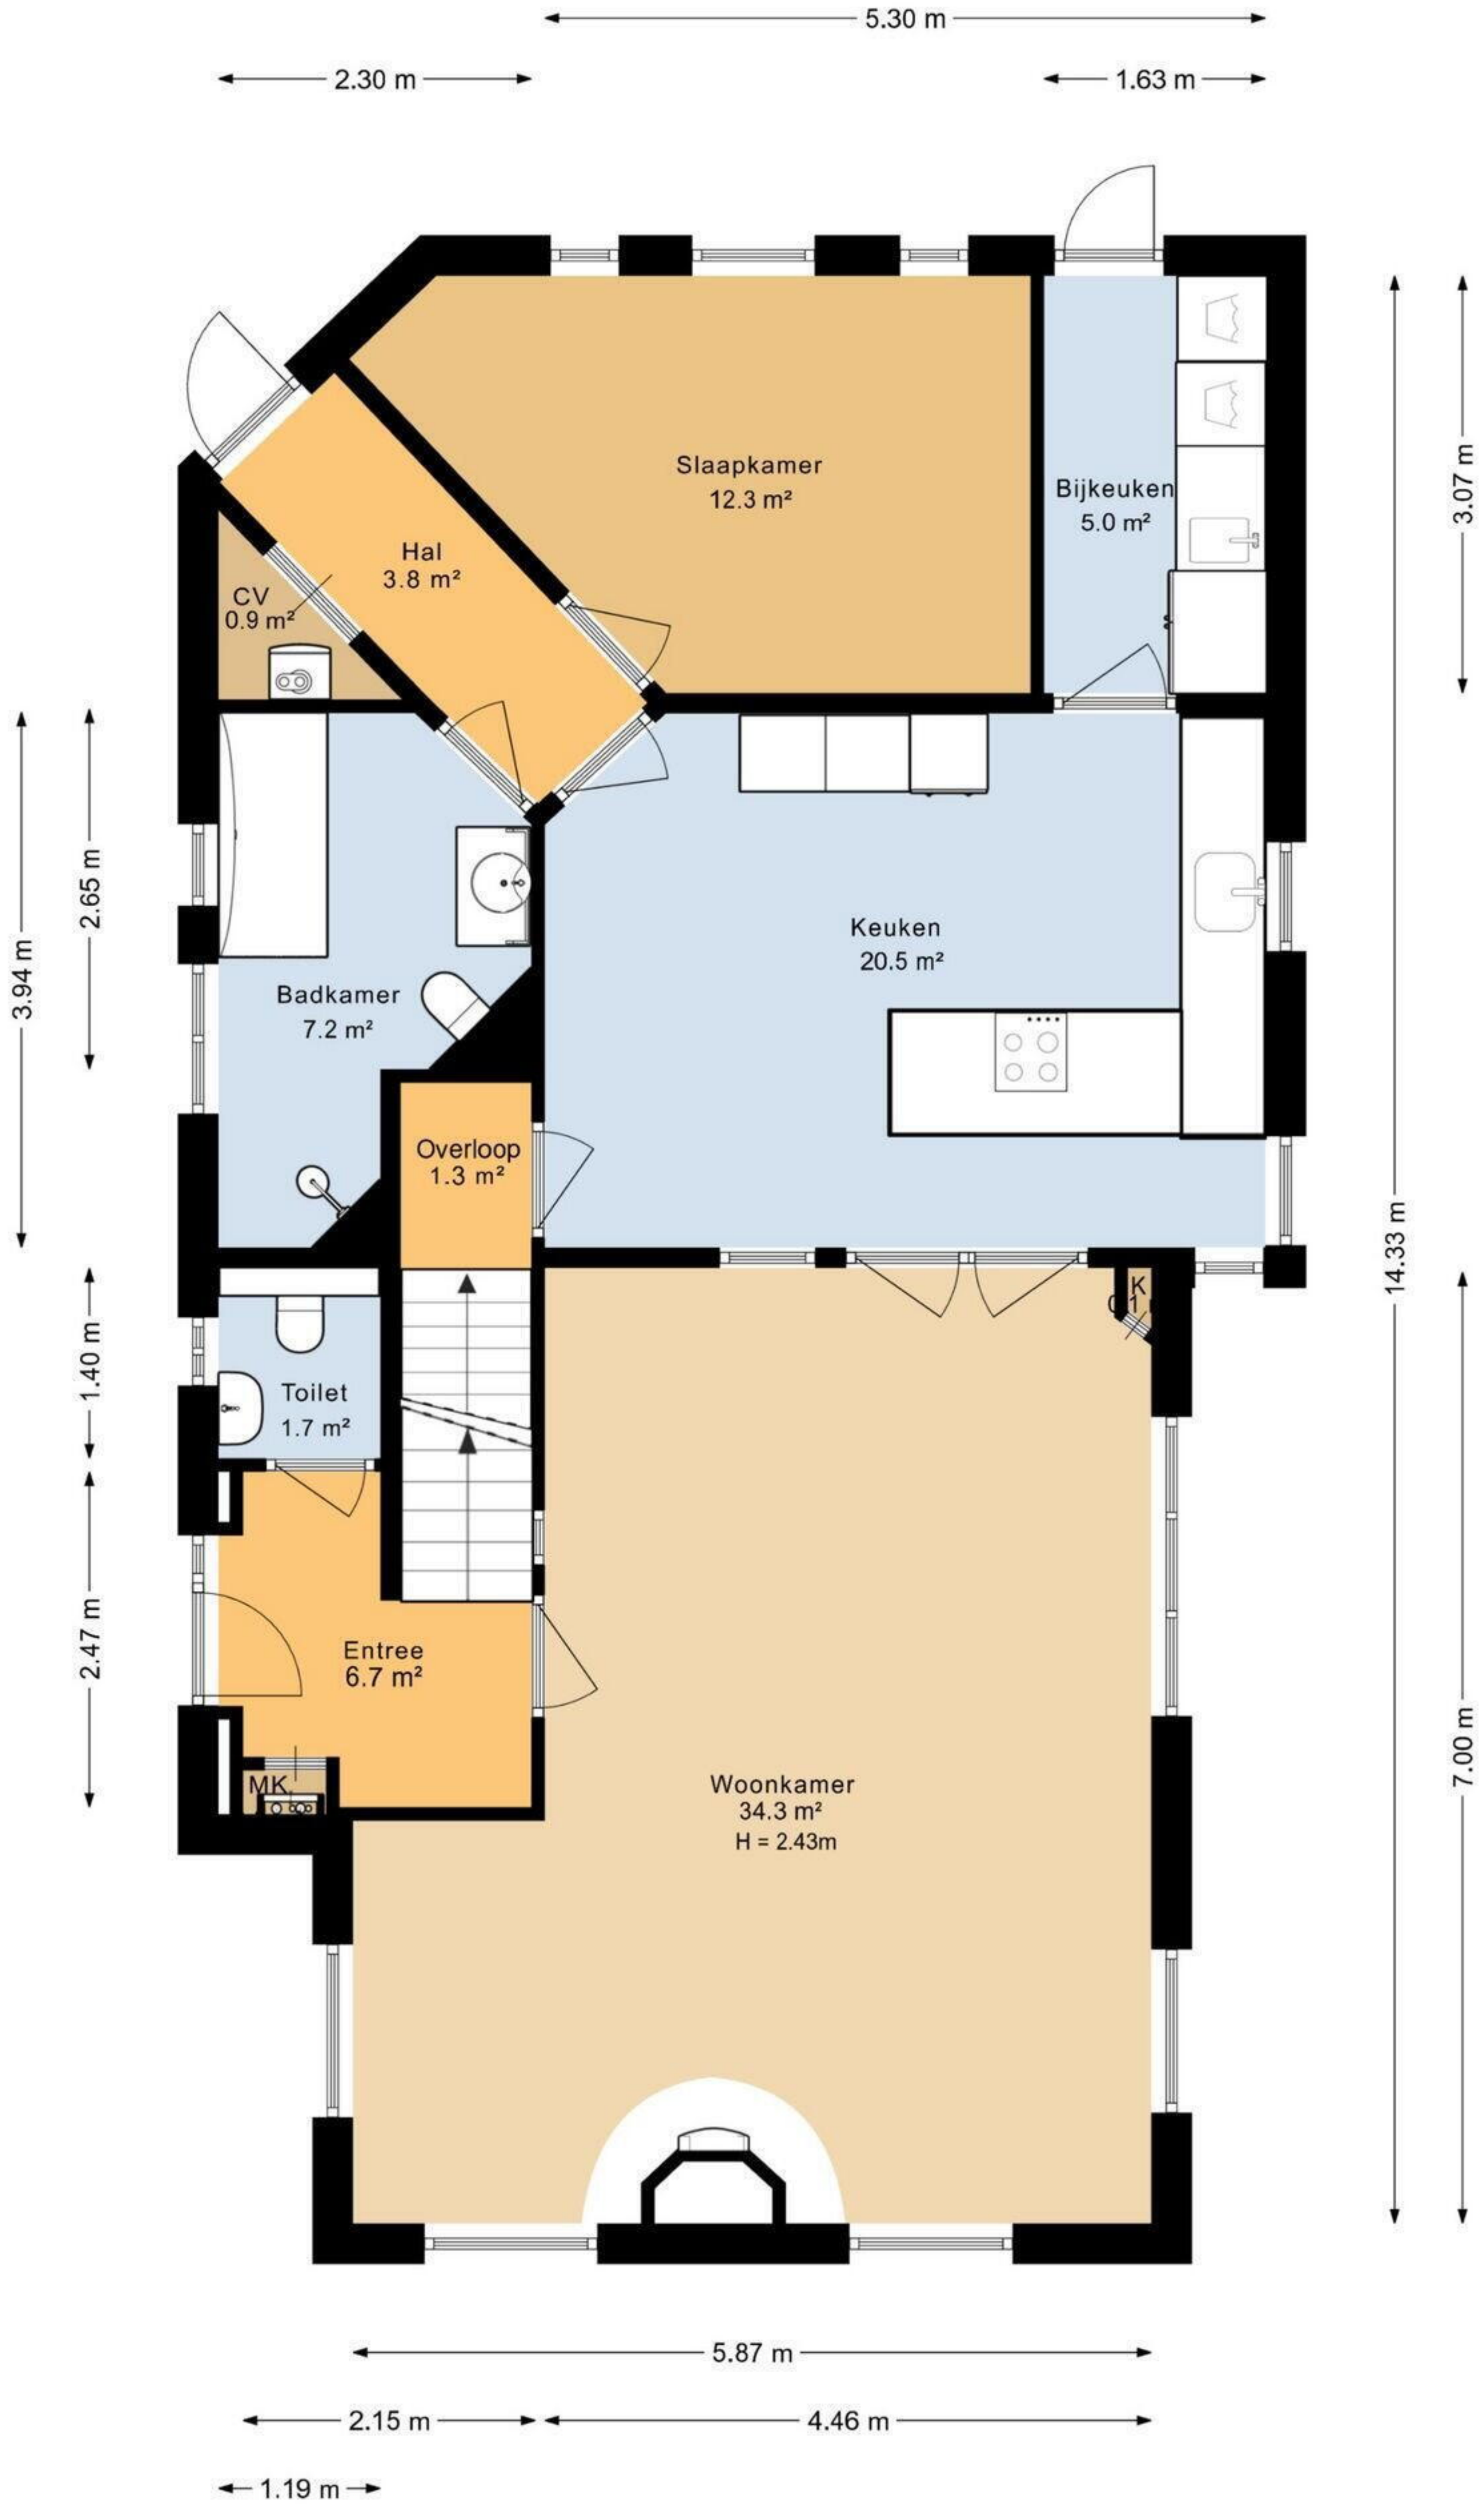 5.30 m
2.30 m
1.63 m
3.07 m
Slaapkamer
12.3 m²
Bijkeuken
5.0 m²
Hal
3.8 m²
CV
0.9 m²
2.65 m
3.94 m
Keuken
20.5 m²
Badkamer
7.2 m²
Overloop
1.3 m²
14.33 m
K
1.40 m
Toilet
1.7 m²
2.47 m
Entree
6.7 m²
7.00 m
MK
Woonkamer
34.3 m²
H = 2.43m
5.87 m
2.15 m
4.46 m
1.19 m